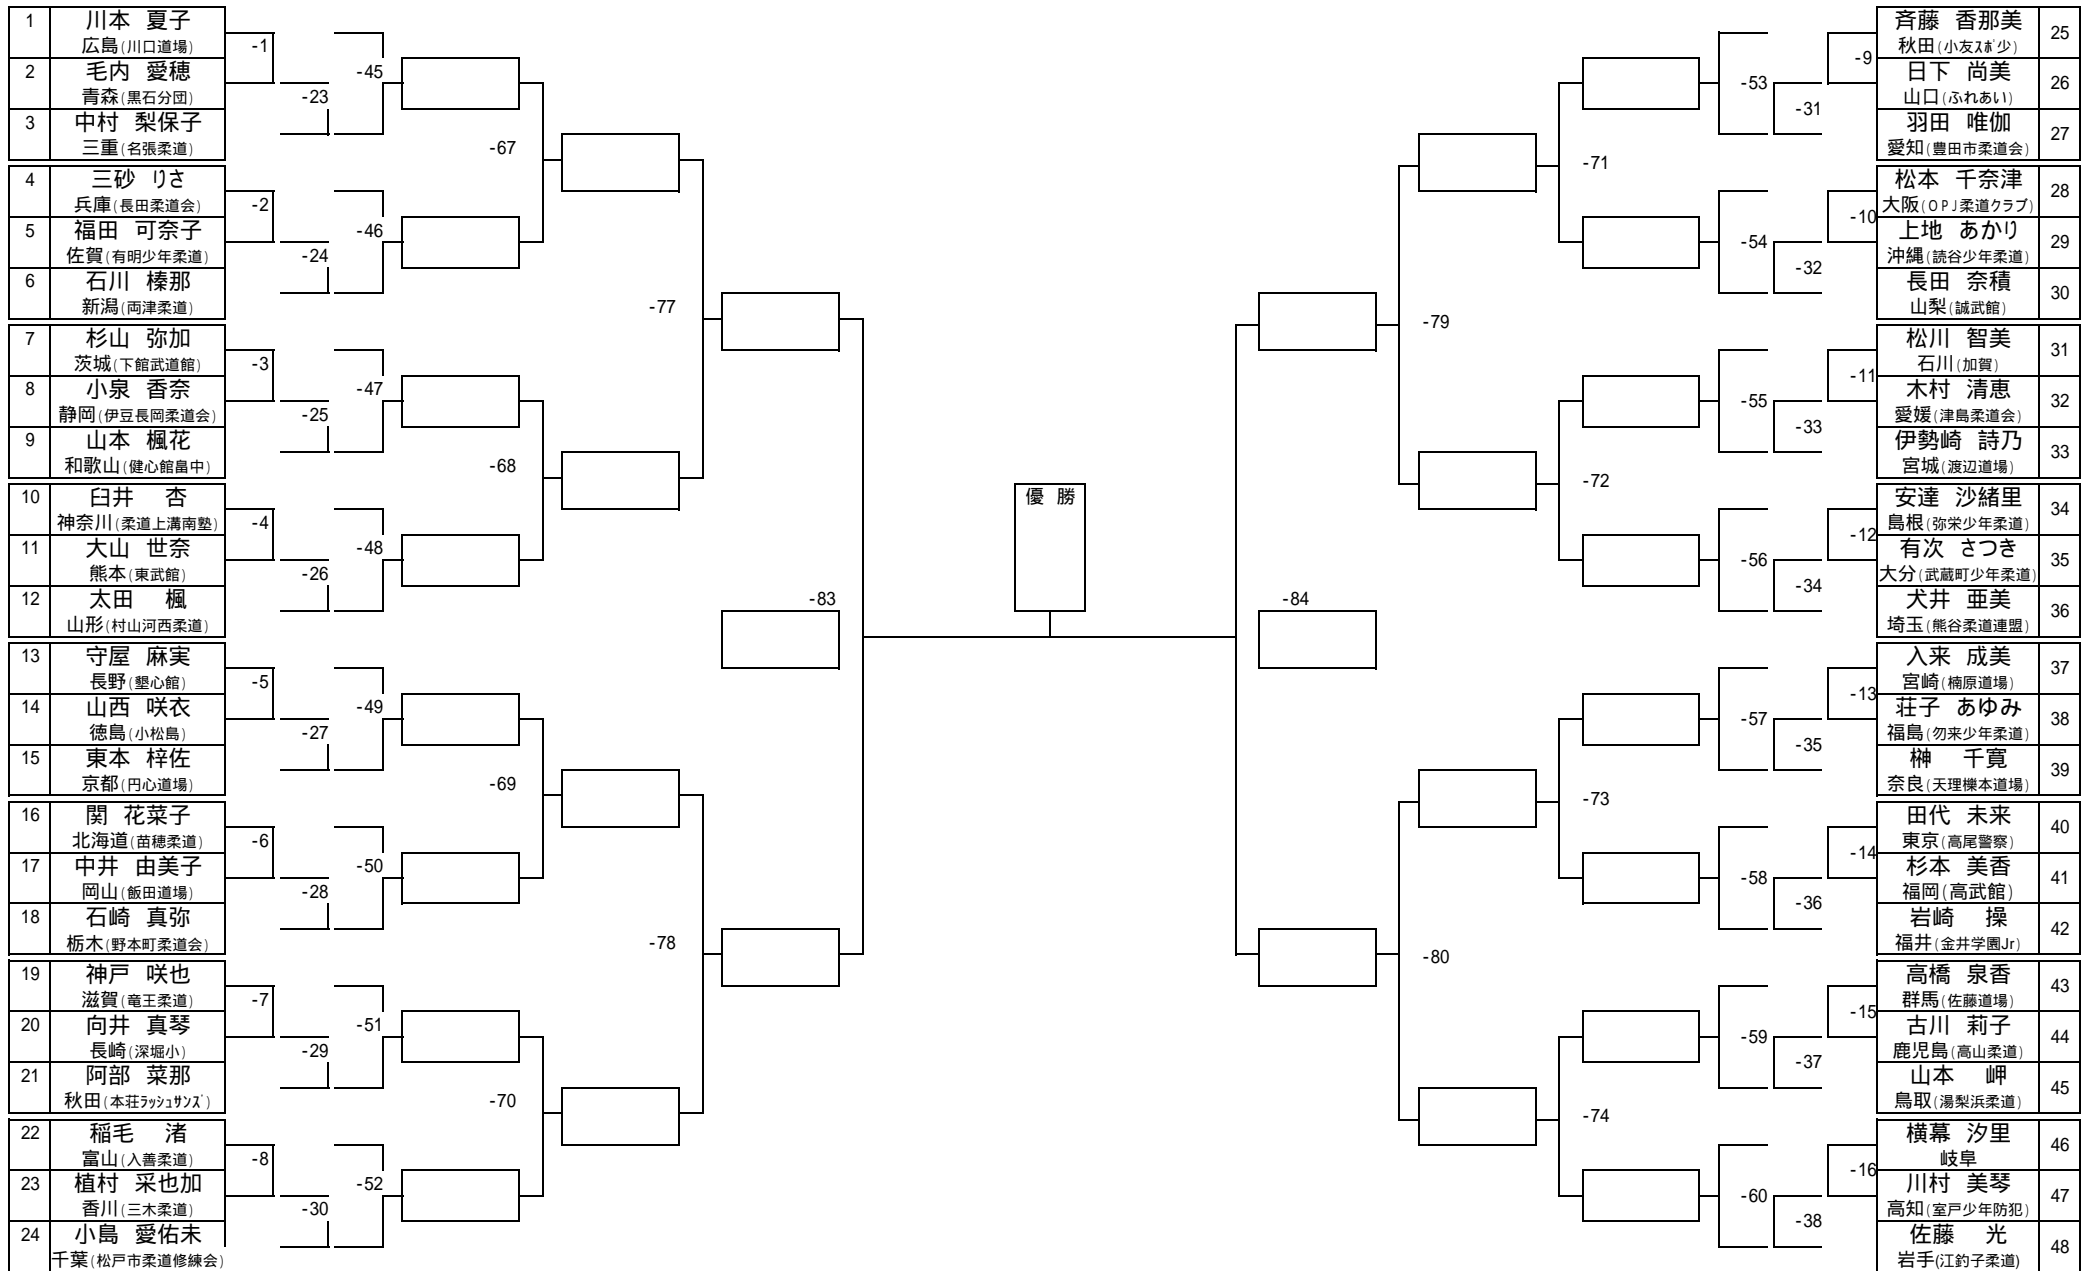 1 川本 夏子
広島(川口道場)
2 毛内 愛穂
青森(黒石分団)
3 中村 梨保子
三重(名張柔道)
4 三砂 りさ
兵庫(長田柔道会)
5 福田 可奈子
佐賀(有明少年柔道)
6 石川 榛那
新潟(両津柔道)
7 杉山 弥加
茨城(下館武道館)
8 小泉 香奈
静岡(伊豆長岡柔道会)
9 山本 楓花
和歌山(健心館畠中)
10 臼井 杏
神奈川(柔道上溝南塾)
11 大山 世奈
熊本(東武館)
12 太田 楓
山形(村山河西柔道)
13 守屋 麻実
長野(墾心館)
14 山西 咲衣
徳島(小松島)
15 東本 梓佐
京都(円心道場)
16 関 花菜子
北海道(苗穂柔道)
17 中井 由美子
岡山(飯田道場)
18 石崎 真弥
栃木(野本町柔道会)
19 神戸 咲也
滋賀(竜王柔道)
20 向井 真琴
長崎(深堀小)
21 阿部 菜那
秋田(本荘ラッシュサンズ)
22 稲毛 渚
富山(入善柔道)
23 植村 采也加
香川(三木柔道)
24 小島 愛佑未
千葉(松戸市柔道修練会)
-1
-2
-3
-4
-5
-6
-7
-8
-23
-24
-25
-26
-27
-28
-29
-30
-45
-46
-47
-48
-49
-50
-51
-52
-67
-68
-69
-70
-77
-78
-83
優 勝
-84
-79
-80
-71
-72
-73
-74
-53
-54
-55
-56
-57
-58
-59
-60
-31
-32
-33
-34
-35
-36
-37
-38
-9
-10
-11
-12
-13
-14
-15
-16
斉藤 香那美 25
秋田(小友スポ少)
日下 尚美 26
山口(ふれあい)
羽田 唯伽 27
愛知(豊田市柔道会)
松本 千奈津 28
大阪(OPJ柔道クラブ)
上地 あかり 29
沖縄(読谷少年柔道)
長田 奈積 30
山梨(誠武館)
松川 智美 31
石川(加賀)
木村 清恵 32
愛媛(津島柔道会)
伊勢崎 詩乃 33
宮城(渡辺道場)
安達 沙緒里 34
島根(弥栄少年柔道)
有次 さつき 35
大分(武蔵町少年柔道)
犬井 亜美 36
埼玉(熊谷柔道連盟)
入来 成美 37
宮崎(楠原道場)
荘子 あゆみ 38
福島(勿来少年柔道)
榊 千寛 39
奈良(天理櫟本道場)
田代 未来 40
東京(高尾警察)
杉本 美香 41
福岡(高武館)
岩崎 操 42
福井(金井学園Jr)
高橋 泉香 43
群馬(佐藤道場)
古川 莉子 44
鹿児島(高山柔道)
山本 岬 45
鳥取(湯梨浜柔道)
横幕 汐里 46
岐阜
川村 美琴 47
高知(室戸少年防犯)
佐藤 光 48
岩手(江釣子柔道)